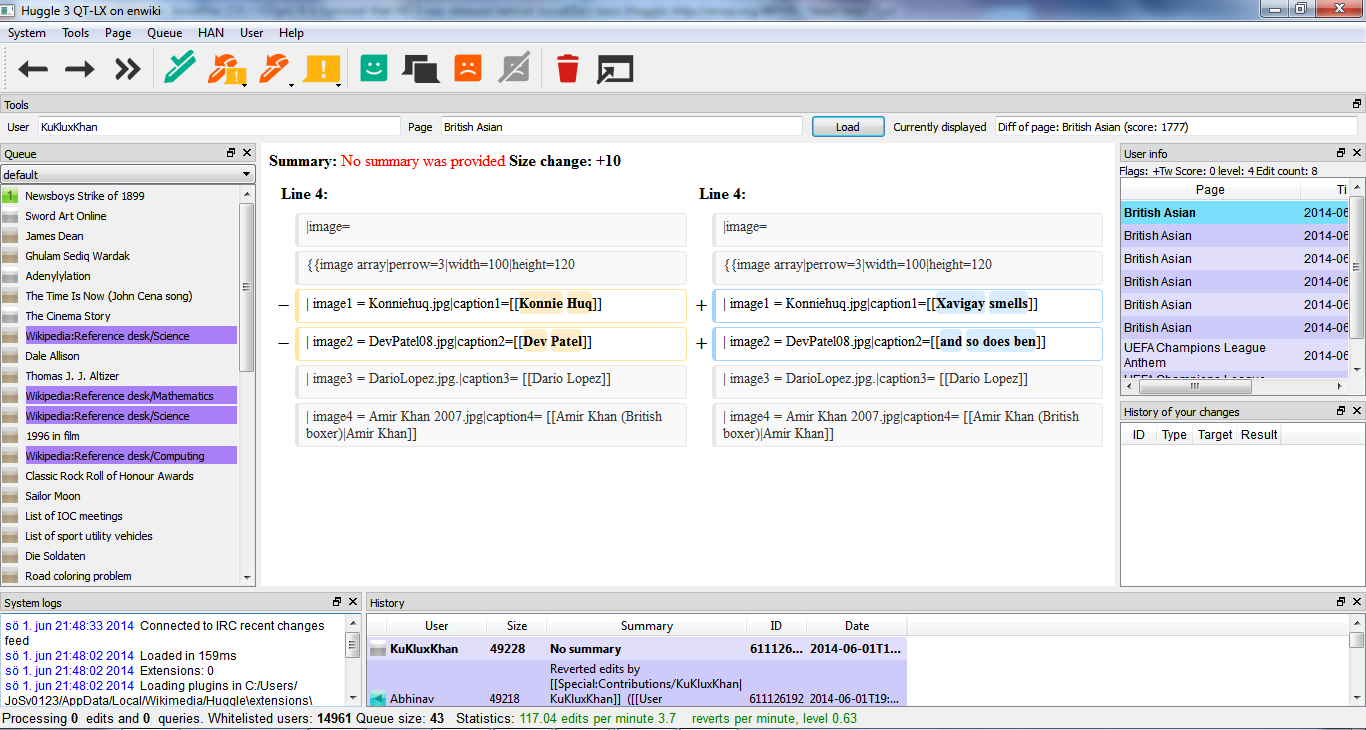 Huggle 3 QT-LX on enwiki
System Tools Page Queue HAN User Help
Tools
User KuKluxKhan Page British Asian Load Currently displayed Diff of page: British Asian (score: 1777)
Queue
default
1 Newsboys Strike of 1899
Sword Art Online
James Dean
Ghulam Sediq Wardak
Adenylylation
The Time Is Now (John Cena song)
The Cinema Story
Wikipedia:Reference desk/Science
Dale Allison
Thomas J. J. Altizer
Wikipedia:Reference desk/Mathematics
Wikipedia:Reference desk/Science
1996 in film
Wikipedia:Reference desk/Computing
Classic Rock Roll of Honour Awards
Sailor Moon
List of IOC meetings
List of sport utility vehicles
Die Soldaten
Road coloring problem
Summary: No summary was provided Size change: +10
Line 4:
|image=
{{image array|perrow=3|width=100|height=120
− | image1 = Konniehuq.jpg|caption1=[[Konnie Huq]]
− | image2 = DevPatel08.jpg|caption2=[[Dev Patel]]
| image3 = DarioLopez.jpg.|caption3= [[Dario Lopez]]
| image4 = Amir Khan 2007.jpg|caption4= [[Amir Khan (British
boxer)|Amir Khan]]
Line 4:
|image=
{{image array|perrow=3|width=100|height=120
+ | image1 = Konniehuq.jpg|caption1=[[Xavigay smells]]
+ | image2 = DevPatel08.jpg|caption2=[[and so does ben]]
| image3 = DarioLopez.jpg.|caption3= [[Dario Lopez]]
| image4 = Amir Khan 2007.jpg|caption4= [[Amir Khan (British
boxer)|Amir Khan]]
User info
Flags: +Tw Score: 0 level: 4 Edit count: 8
Page Ti
British Asian 2014-06
British Asian 2014-06
British Asian 2014-06
British Asian 2014-06
British Asian 2014-06
British Asian 2014-06
UEFA Champions League
Anthem 2014-06
UEFA Champions League
History of your changes
ID Type Target Result
System logs
sö 1. jun 21:48:33 2014 Connected to IRC recent changes
feed
sö 1. jun 21:48:02 2014 Loaded in 159ms
sö 1. jun 21:48:02 2014 Extensions: 0
sö 1. jun 21:48:02 2014 Loading plugins in C:/Users/
JoSv0123/AppData/Local/Wikimedia/Huggle\extensions\
History
User Size Summary ID Date
KuKluxKhan 49228 No summary 611126... 2014-06-01T1...
Reverted edits by
[[Special:Contributions/KuKluxKhan|
Abhinav 49218 KuKluxKhan]] ([[User 611126192 2014-06-01T19:...
Processing 0 edits and 0 queries. Whitelisted users: 14961 Queue size: 43 Statistics: 117.04 edits per minute 3.7 reverts per minute, level 0.63